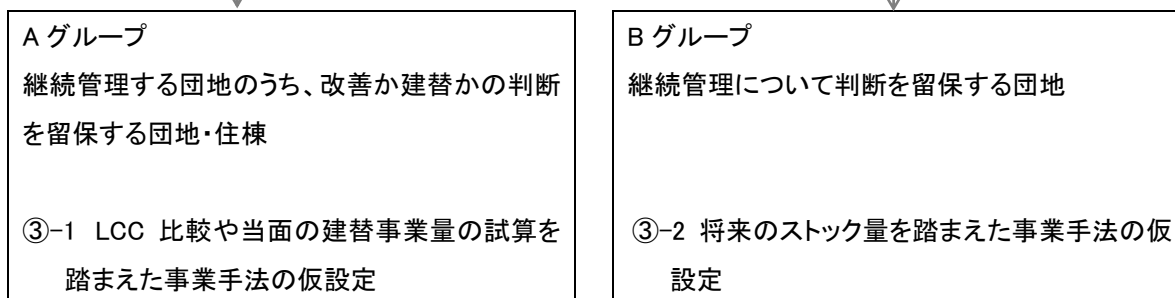 A グループ
継続管理する団地のうち、改善か建替かの判断
を留保する団地・住棟
③-1 LCC 比較や当面の建替事業量の試算を
踏まえた事業手法の仮設定
B グループ
継続管理について判断を留保する団地
③-2 将来のストック量を踏まえた事業手法の仮
設定